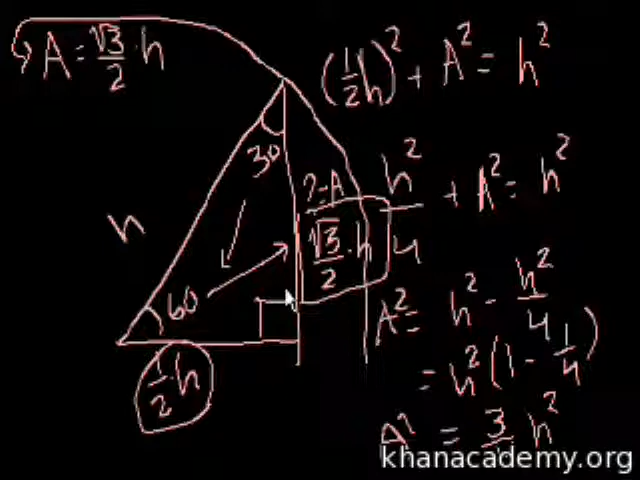 A = √3/2 · h
(1/2 h)² + A² = h²
30
?=A
h²/4 + A² = h²
h
√3/2 · h
60
A² = h² - h²/4
= h²(1 - 1/4)
1/2 · h
A² = 3/ h²
khanacademy.org